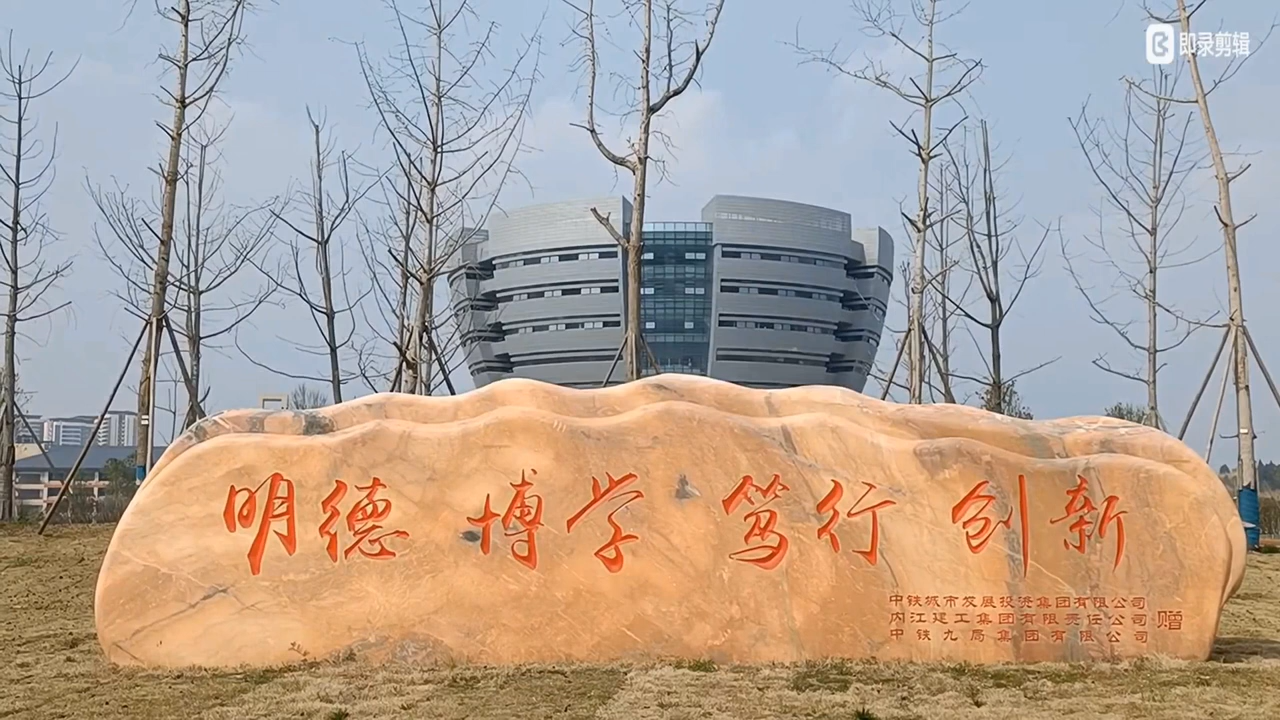 即录剪辑
明德 博学 笃行 创新
中铁城市发展投资集团有限公司
内江建工集团有限责任公司 赠
中铁九局集团有限公司